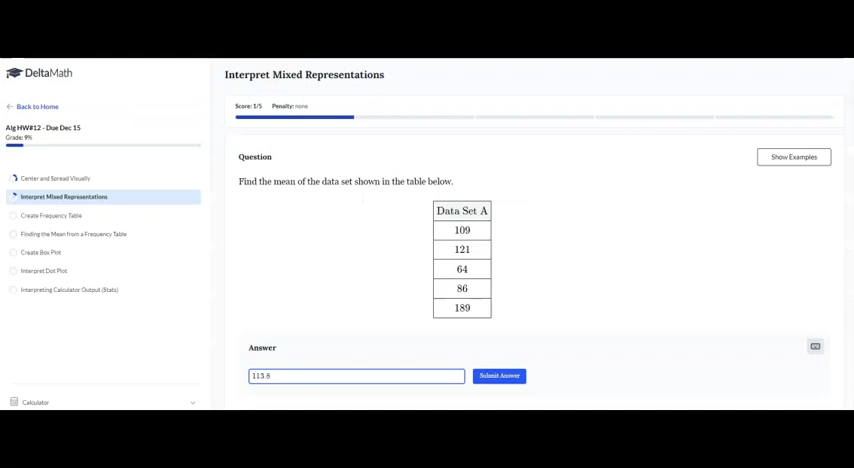 DeltaMath
Back to Home
Alg HW#12 - Due Dec 15
Grade: 9%
Center and Spread Visually
Interpret Mixed Representations
Create Frequency Table
Finding the Mean from a Frequency Table
Create Box Plot
Interpret Dot Plot
Interpreting Calculator Output (Stats)
Calculator
Interpret Mixed Representations
Score: 1/5 Penalty: none
Question
Show Examples
Find the mean of the data set shown in the table below.
Data Set A
109
121
64
86
189
Answer
113.8
Submit Answer